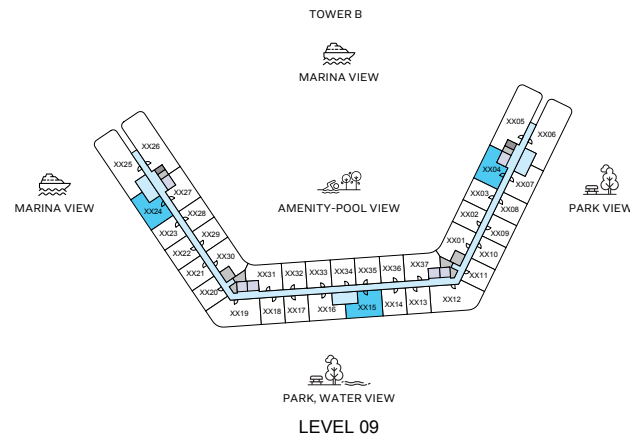 TOWER B
MARINA VIEW
XX05
XX06
XX26
XX25
XX04
XX07
XX27
XX24
XX03
XX08
MARINA VIEW
AMENITY-POOL VIEW
PARK VIEW
XX28
XX23
XX02
XX09
XX29
XX22
XX01
XX10
XX30
XX21
XX31
XX32
XX33
XX34
XX35
XX36
XX37
XX11
XX20
XX19
XX18
XX17
XX16
XX15
XX14
XX13
XX12
PARK, WATER VIEW
LEVEL 09